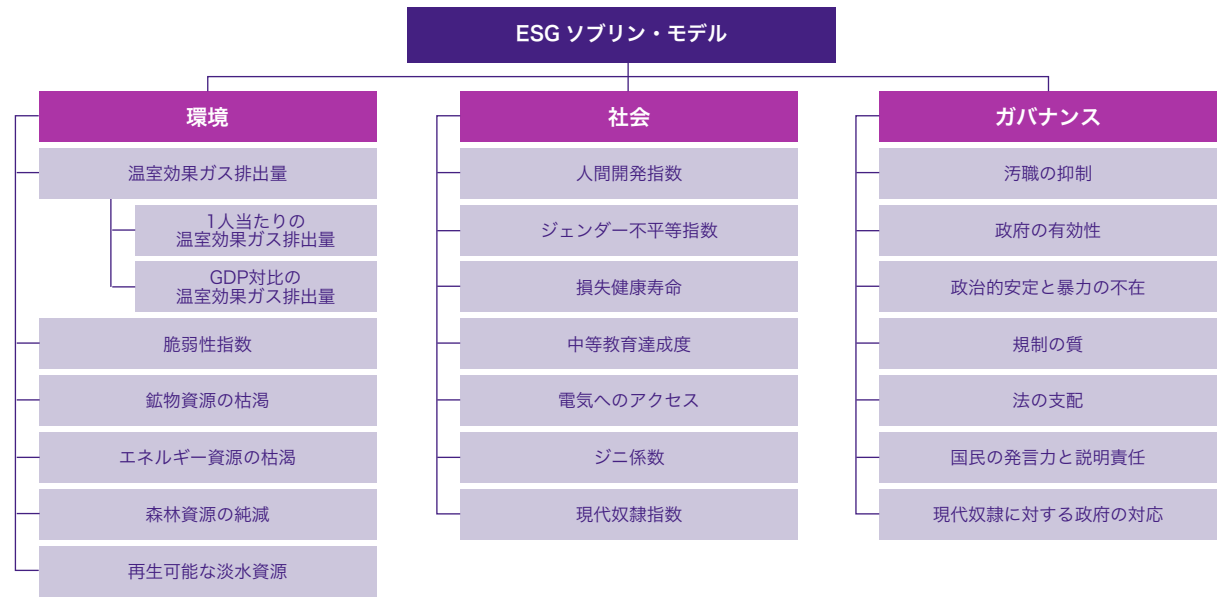 ESG ソブリン・モデル
環境
温室効果ガス排出量
1人当たりの
温室効果ガス排出量
GDP対比の
温室効果ガス排出量
脆弱性指数
鉱物資源の枯渇
エネルギー資源の枯渇
森林資源の純減
再生可能な淡水資源
社会
人間開発指数
ジェンダー不平等指数
損失健康寿命
中等教育達成度
電気へのアクセス
ジニ係数
現代奴隷指数
ガバナンス
汚職の抑制
政府の有効性
政治的安定と暴力の不在
規制の質
法の支配
国民の発言力と説明責任
現代奴隷に対する政府の対応